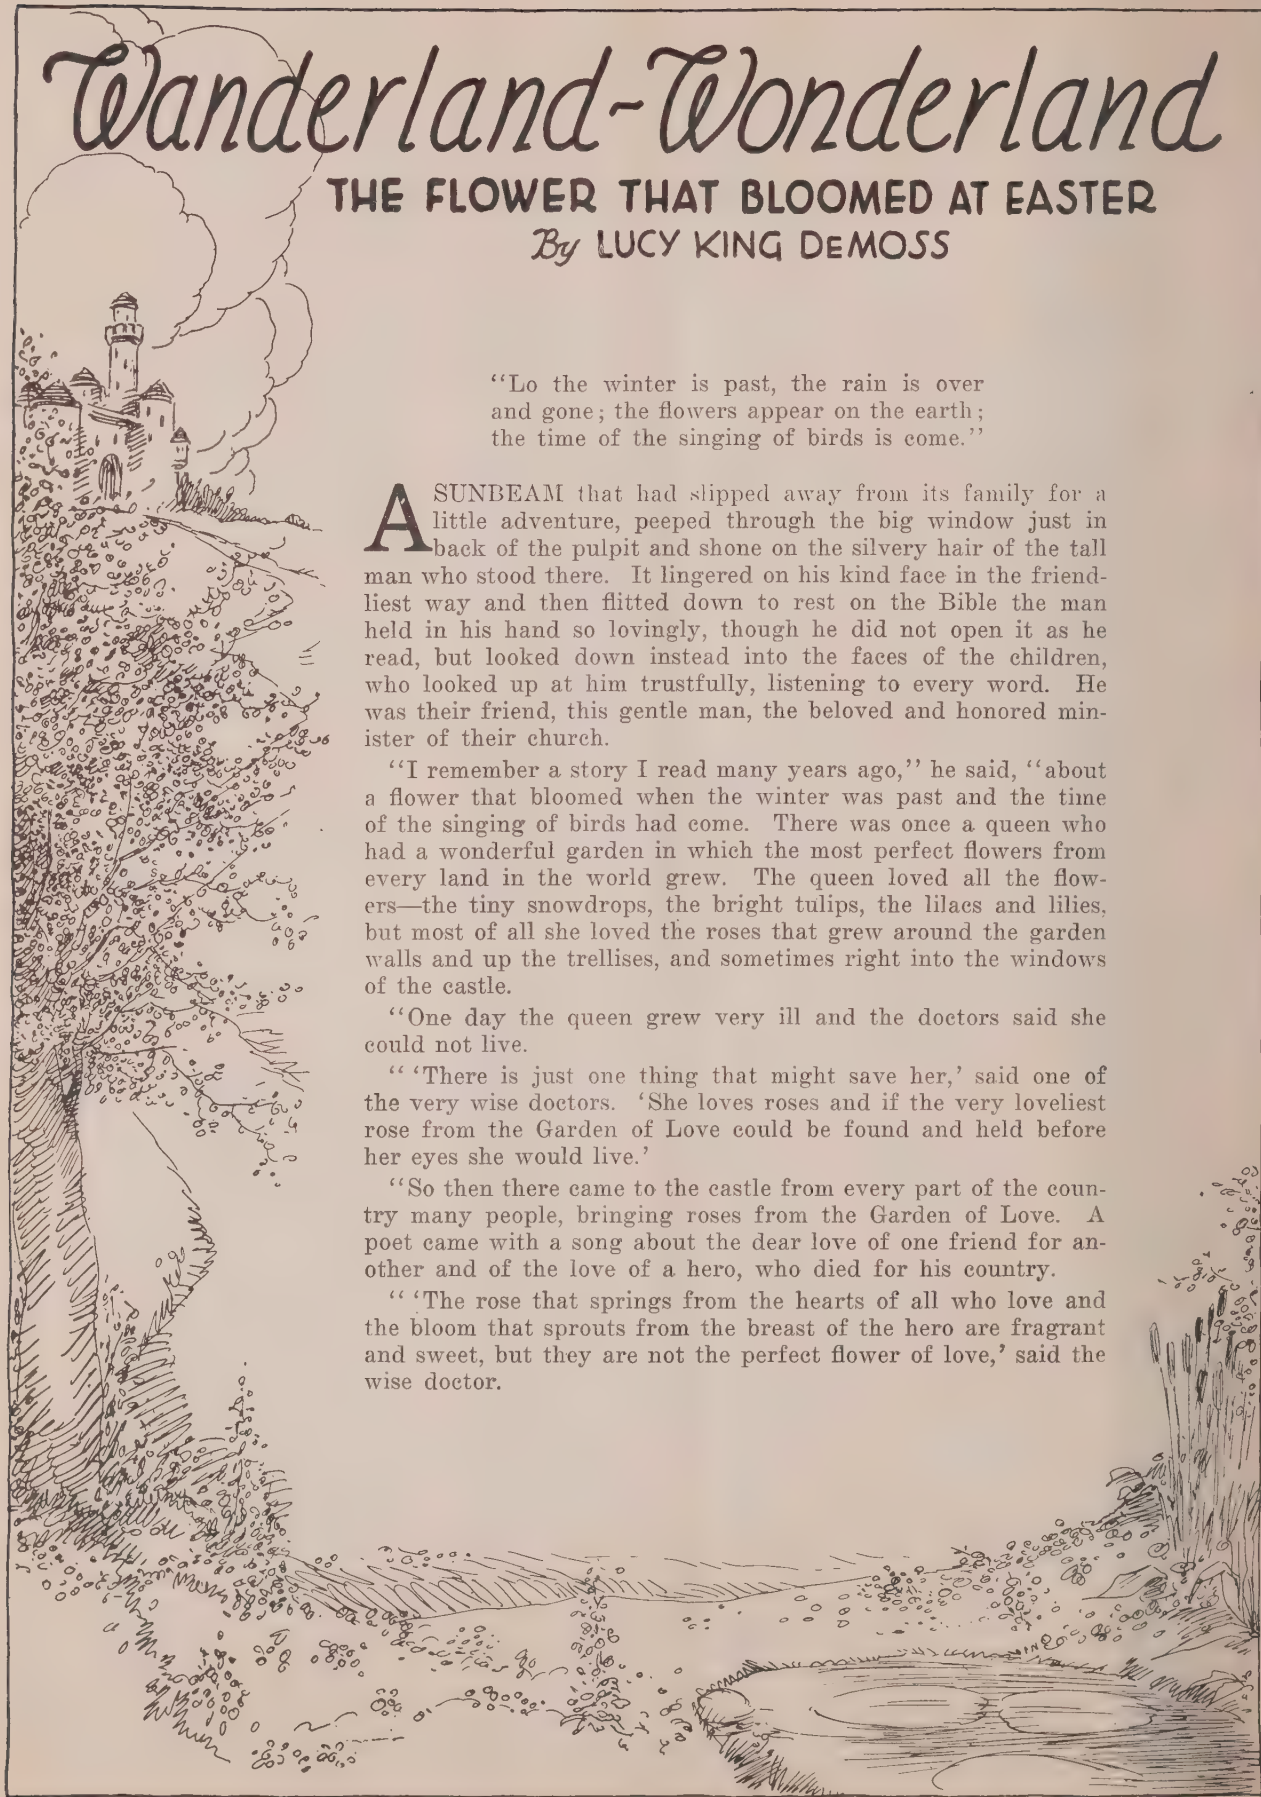 Wanderland-Wonderland
THE FLOWER THAT BLOOMED AT EASTER
By LUCY KING DEMOSS
“Lo the winter is past, the rain is over
and gone; the flowers appear on the earth;
the time of the singing of birds is come.”
A SUNBEAM that had slipped away from its family for a
little adventure, peeped through the big window just in
back of the pulpit and shone on the silvery hair of the tall
man who stood there. It lingered on his kind face in the friend-
liest way and then flitted down to rest on the Bible the man
held in his hand so lovingly, though he did not open it as he
read, but looked down instead into the faces of the children,
who looked up at him trustfully, listening to every word. He
was their friend, this gentle man, the beloved and honored min-
ister of their church.
“I remember a story I read many years ago,” he said, “about
a flower that bloomed when the winter was past and the time
of the singing of birds had come. There was once a queen who
had a wonderful garden in which the most perfect flowers from
every land in the world grew. The queen loved all the flow-
ers—the tiny snowdrops, the bright tulips, the lilacs and lilies,
but most of all she loved the roses that grew around the garden
walls and up the trellises, and sometimes right into the windows
of the castle.
“One day the queen grew very ill and the doctors said she
could not live.
“ ‘There is just one thing that might save her,’ said one of
the very wise doctors. ‘She loves roses and if the very loveliest
rose from the Garden of Love could be found and held before
her eyes she would live.’
“So then there came to the castle from every part of the coun-
try many people, bringing roses from the Garden of Love. A
poet came with a song about the dear love of one friend for an-
other and of the love of a hero, who died for his country.
“ ‘The rose that springs from the hearts of all who love and
the bloom that sprouts from the breast of the hero are fragrant
and sweet, but they are not the perfect flower of love,’ said the
wise doctor.